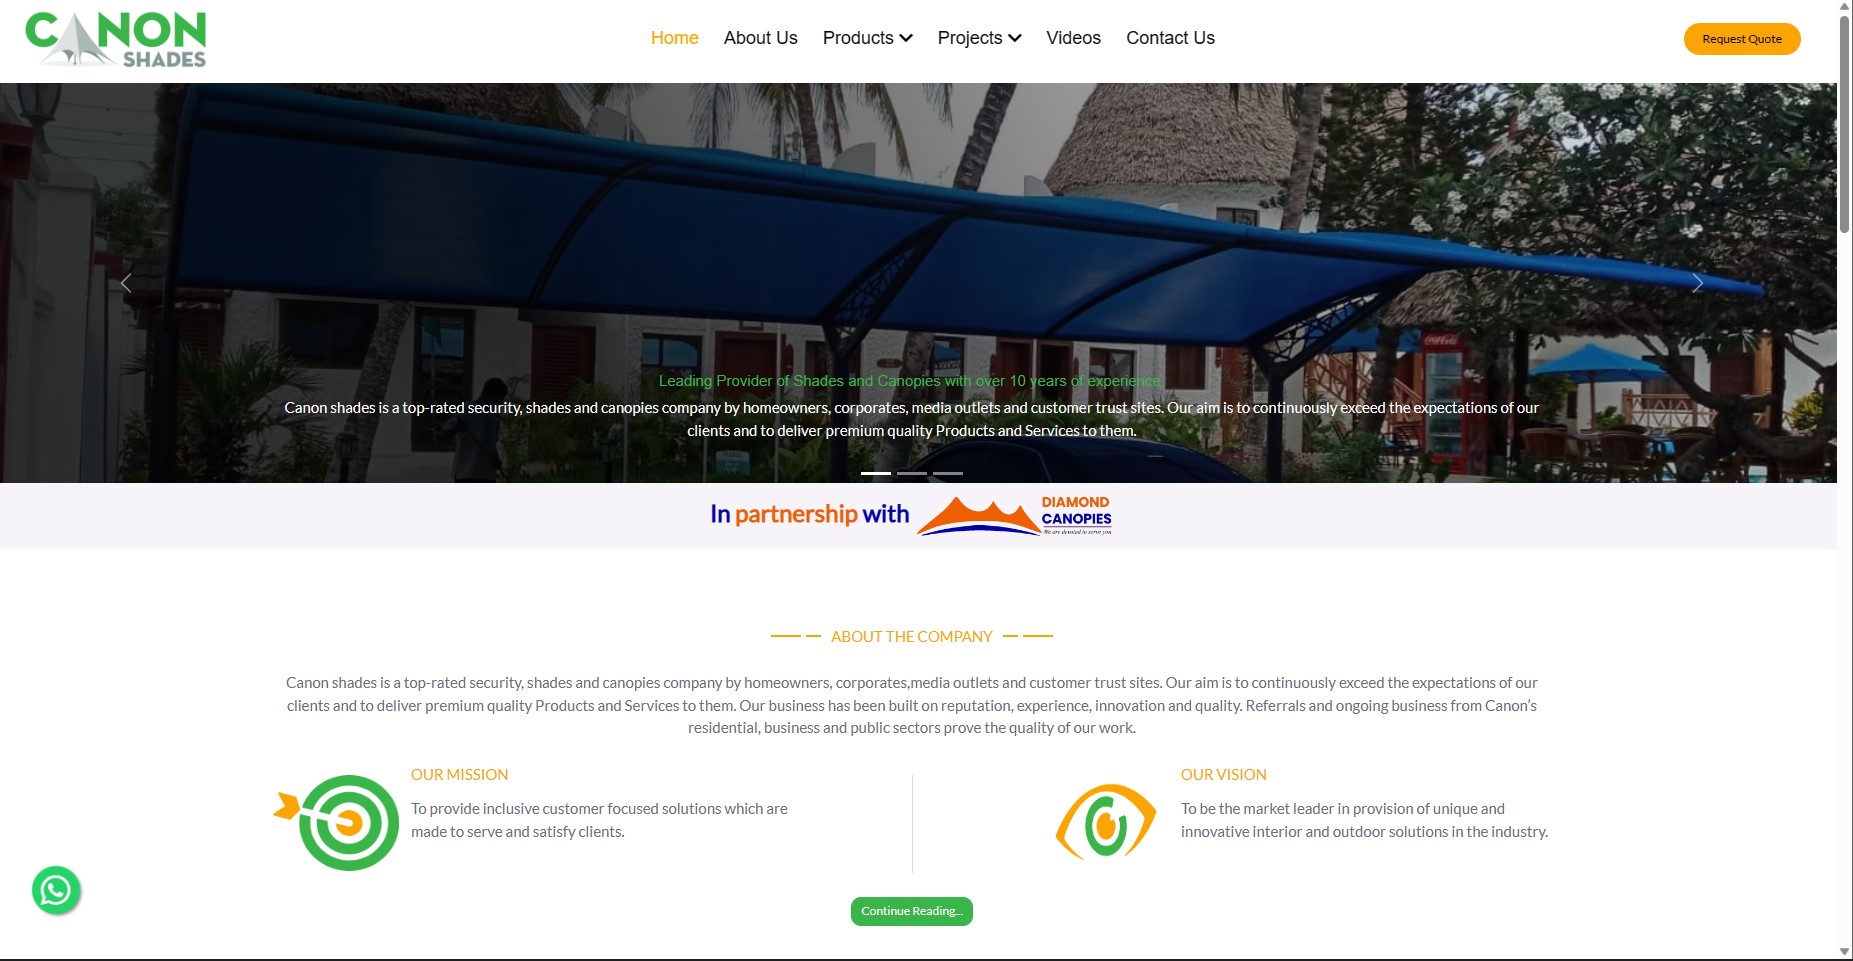 CANON
SHADES
Home About Us Products Projects Videos Contact Us
Request Quote
Coca-Cola
Leading Provider of Shades and Canopies with over 10 years of experience
Canon shades is a top-rated security, shades and canopies company by homeowners, corporates, media outlets and customer trust sites. Our aim is to continuously exceed the expectations of our
clients and to deliver premium quality Products and Services to them.
In partnership with
DIAMOND
CANOPIES
We are devoted to serve you
ABOUT THE COMPANY
Canon shades is a top-rated security, shades and canopies company by homeowners, corporates,media outlets and customer trust sites. Our aim is to continuously exceed the expectations of our
clients and to deliver premium quality Products and Services to them. Our business has been built on reputation, experience, innovation and quality. Referrals and ongoing business from Canon’s
residential, business and public sectors prove the quality of our work.
OUR MISSION
To provide inclusive customer focused solutions which are
made to serve and satisfy clients.
OUR VISION
To be the market leader in provision of unique and
innovative interior and outdoor solutions in the industry.
Continue Reading...